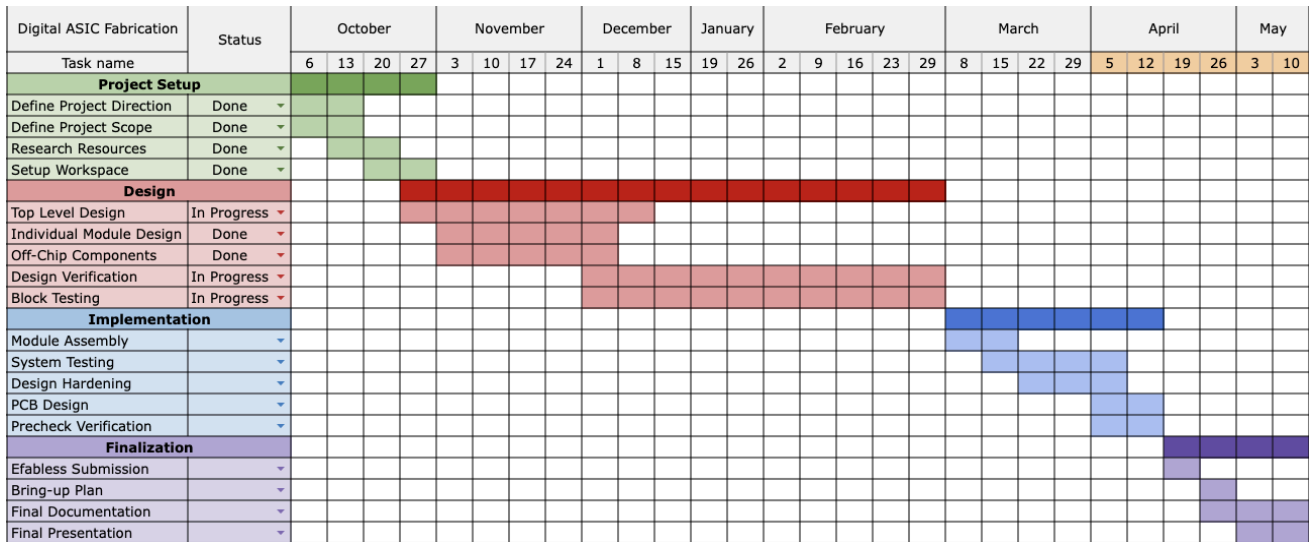 Digital ASIC Fabrication Status October November December January February March April May
Task name 6 13 20 27 3 10 17 24 1 8 15 19 26 2 9 16 23 29 8 15 22 29 5 12 19 26 3 10
Project Setup
Define Project Direction Done
Define Project Scope Done
Research Resources Done
Setup Workspace Done
Design
Top Level Design In Progress
Individual Module Design Done
Off-Chip Components Done
Design Verification In Progress
Block Testing In Progress
Implementation
Module Assembly
System Testing
Design Hardening
PCB Design
Precheck Verification
Finalization
Efabless Submission
Bring-up Plan
Final Documentation
Final Presentation